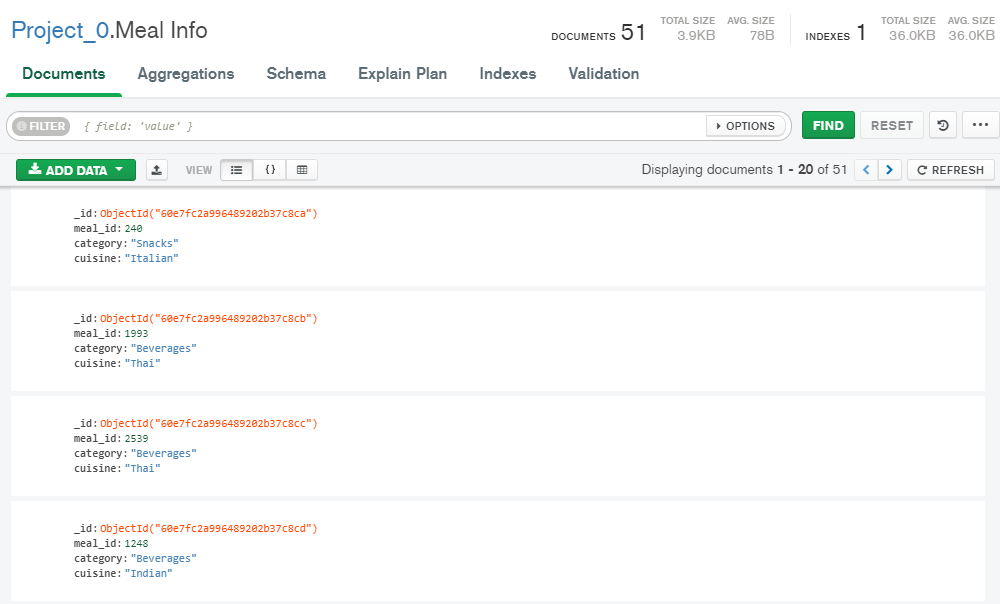 Project_0.Meal Info
DOCUMENTS 51 TOTAL SIZE 3.9KB AVG. SIZE 78B INDEXES 1 TOTAL SIZE 36.0KB AVG. SIZE 36.0KB
Documents Aggregations Schema Explain Plan Indexes Validation
FILTER { field: 'value' } OPTIONS FIND RESET ...
ADD DATA VIEW {} Displaying documents 1 - 20 of 51 < > REFRESH
_id: ObjectId("60e7fc2a996489202b37c8ca")
meal_id: 240
category: "Snacks"
cuisine: "Italian"
_id: ObjectId("60e7fc2a996489202b37c8cb")
meal_id: 1993
category: "Beverages"
cuisine: "Thai"
_id: ObjectId("60e7fc2a996489202b37c8cc")
meal_id: 2539
category: "Beverages"
cuisine: "Thai"
_id: ObjectId("60e7fc2a996489202b37c8cd")
meal_id: 1248
category: "Beverages"
cuisine: "Indian"